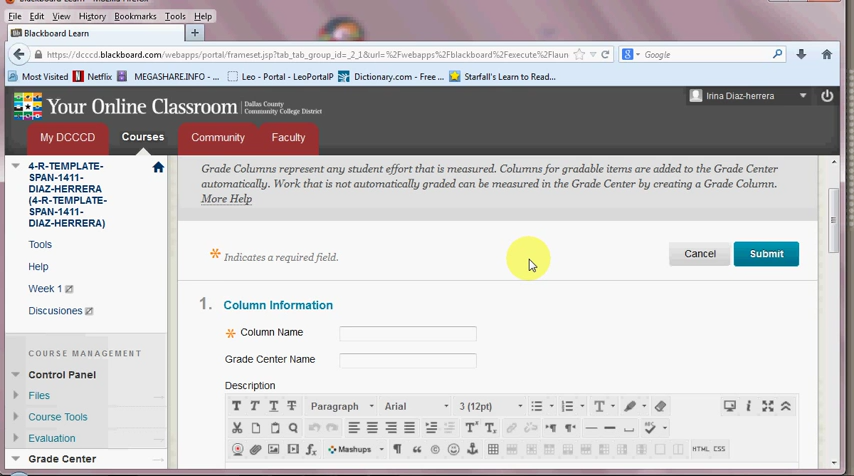 File Edit View History Bookmarks Tools Help
Blackboard Learn
https://dcccd.blackboard.com/webapps/portal/frameset.jsp?tab_tab_group_id=_2_1&url=%2Fwebapps%2Fblackboard%2Fexecute%2Flaun
Google
Most Visited Netflix MEGASHARE.INFO - ... Leo - Portal - LeoPortalP Dictionary.com - Free ... Starfall's Learn to Read...
Your Online Classroom Dallas County Community College District
Irina Diaz-herrera
My DCCCD Courses Community Faculty
4-R-TEMPLATE-
SPAN-1411-
DIAZ-HERRERA
(4-R-TEMPLATE-
SPAN-1411-
DIAZ-HERRERA)
Tools
Help
Week 1
Discusiones
COURSE MANAGEMENT
Control Panel
Files
Course Tools
Evaluation
Grade Center
Grade Columns represent any student effort that is measured. Columns for gradable items are added to the Grade Center
automatically. Work that is not automatically graded can be measured in the Grade Center by creating a Grade Column.
More Help
* Indicates a required field.
Cancel Submit
1. Column Information
* Column Name
Grade Center Name
Description
T T T T Paragraph Arial 3 (12pt)
Mashups HTML CSS